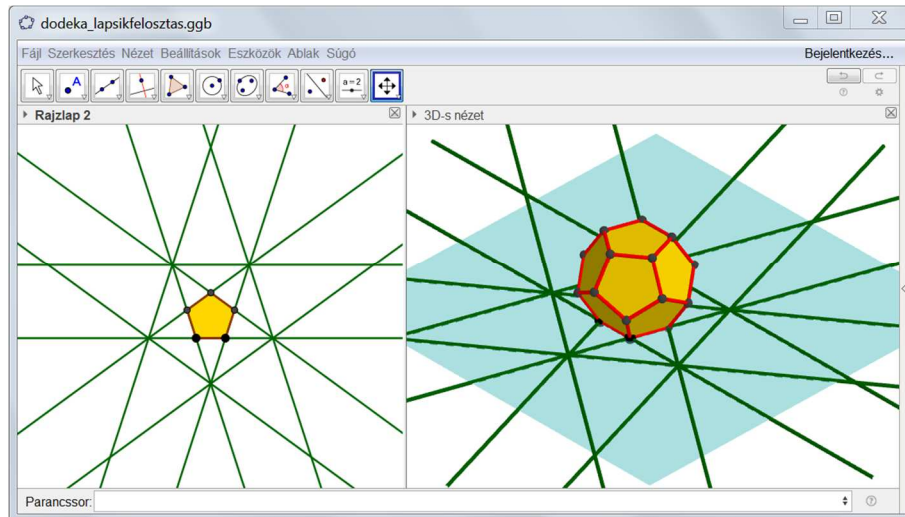 dodeka_lapsikfelosztas.ggb
Fájl Szerkesztés Nézet Beállítások Eszközök Ablak Súgó Bejelentkezés...
A α a=2
Rajzlap 2 3D-s nézet
Parancssor: